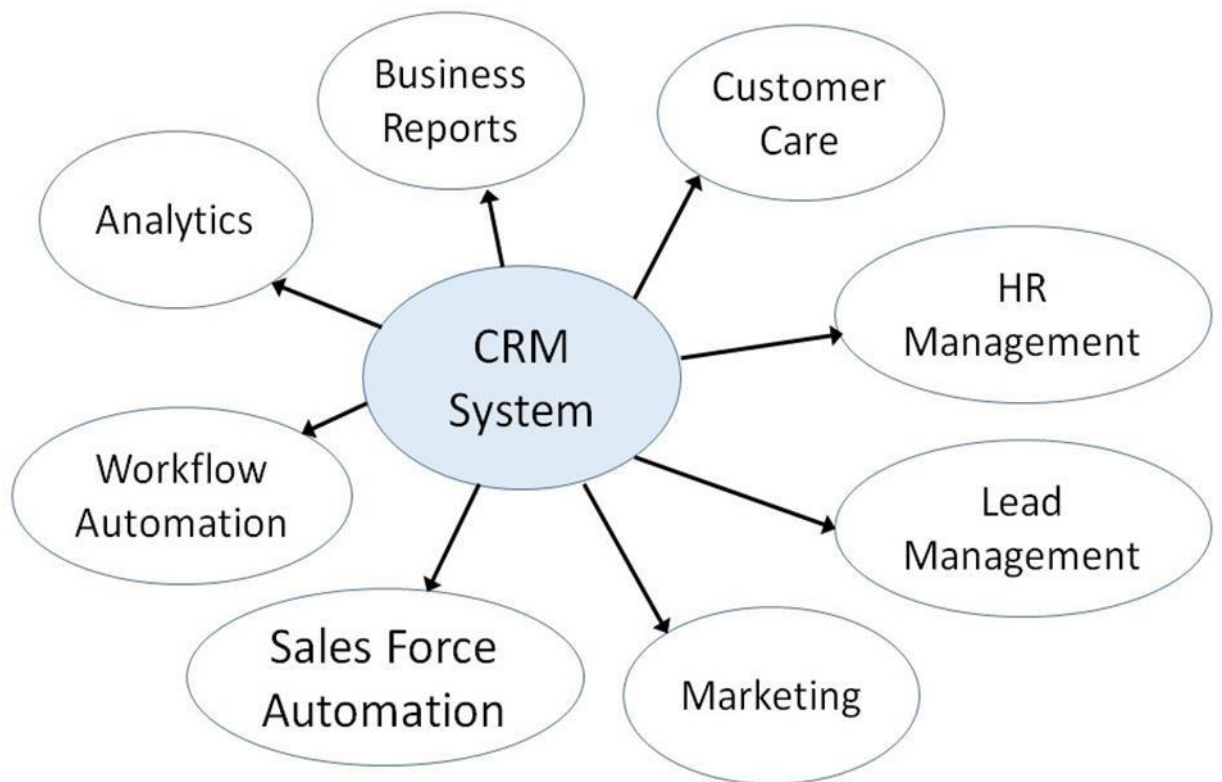 Business
Reports
Customer
Care
Analytics
HR
Management
CRM
System
Workflow
Automation
Lead
Management
Sales Force
Automation
Marketing